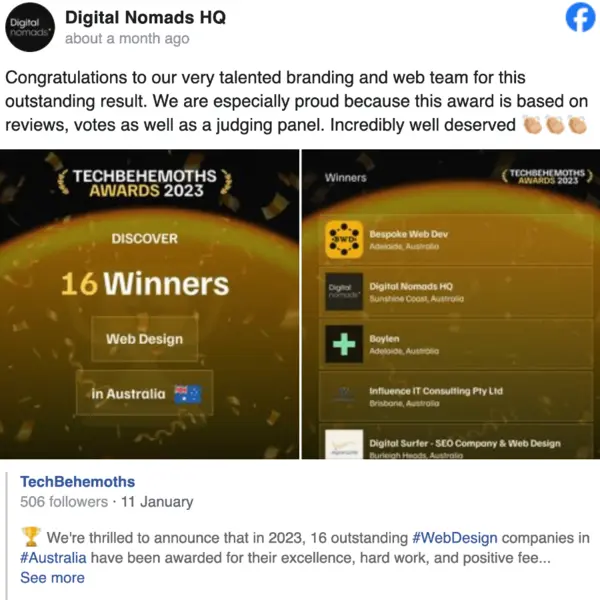 Digital nomads
Digital Nomads HQ
about a month ago
Congratulations to our very talented branding and web team for this
outstanding result. We are especially proud because this award is based on
reviews, votes as well as a judging panel. Incredibly well deserved 👏🏼👏🏼👏🏼
TECHBEHEMOTHS
AWARDS 2023
DISCOVER
16 Winners
Web Design
in Australia
Winners
TECHBEHEMOTHS
AWARDS 2023
BWD
Bespoke Web Dev
Adelaide, Australia
Digital
nomads
Digital Nomads HQ
Sunshine Coast, Australia
Boylen
Adelaide, Australia
Influence IT Consulting Pty Ltd
Brisbane, Australia
Digital Surfer - SEO Company & Web Design
Burleigh Heads, Australia
TechBehemoths
506 followers · 11 January
🏆 We're thrilled to announce that in 2023, 16 outstanding #WebDesign companies in
#Australia have been awarded for their excellence, hard work, and positive fee...
See more